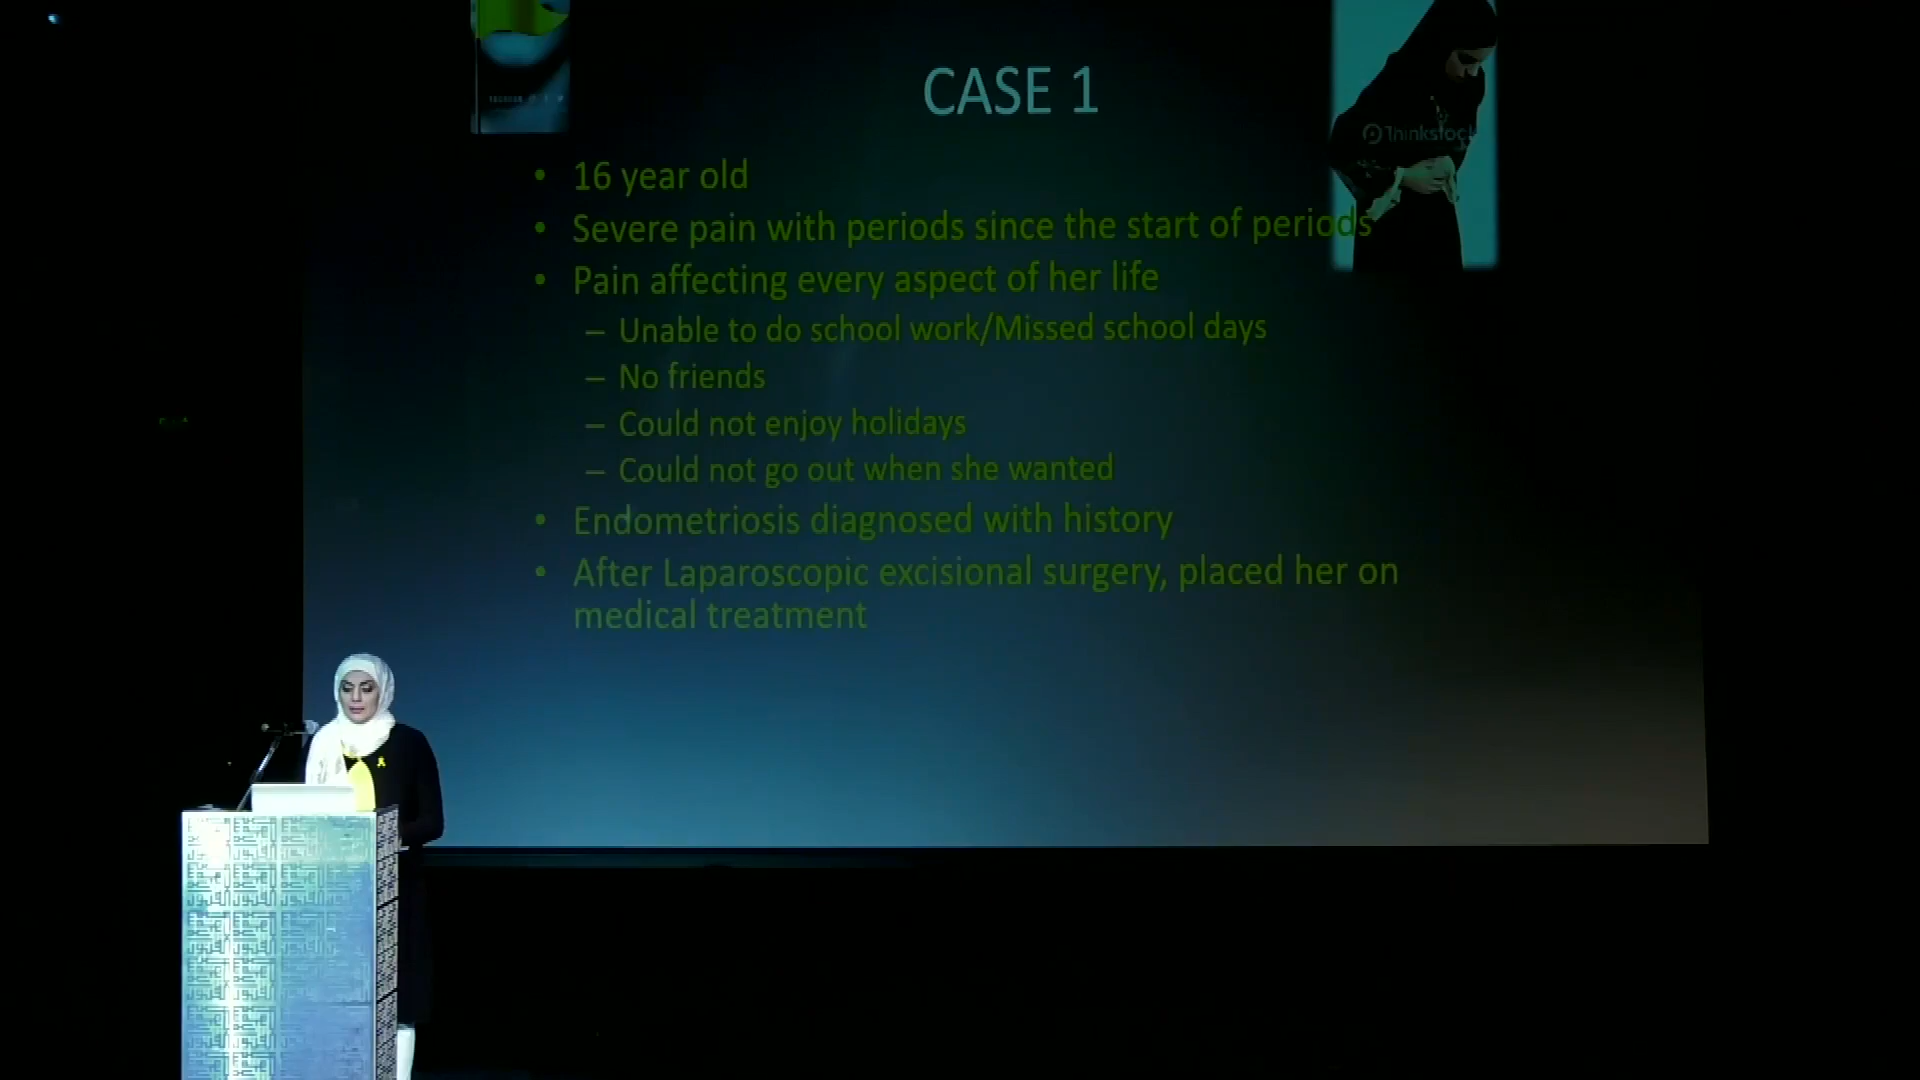 CASE 1
Thinkstock
• 16 year old
• Severe pain with periods since the start of periods
• Pain affecting every aspect of her life
– Unable to do school work/Missed school days
– No friends
– Could not enjoy holidays
– Could not go out when she wanted
• Endometriosis diagnosed with history
• After Laparoscopic excisional surgery, placed her on
medical treatment